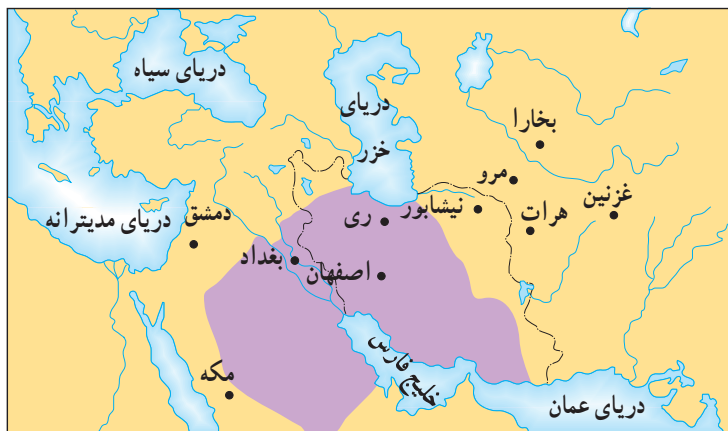 دریای سیاه
دریای
خزر
بخارا
مرو
غزنین
هرات
نیشابور
ری
دمشق
دریای مدیترانه
بغداد
اصفهان
مکه
خلیج فارس
دریای عمان